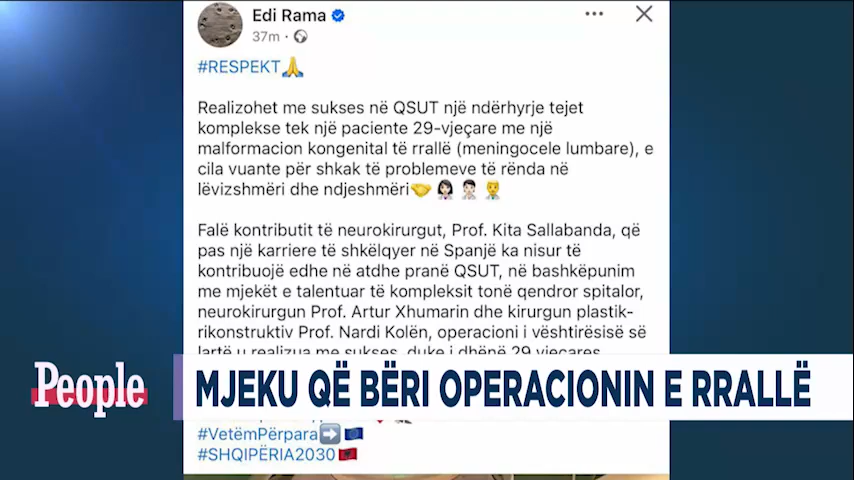 Edi Rama
37m
#RESPEKT🙏
Realizohet me sukses në QSUT një ndërhyrje tejet
komplekse tek një paciente 29-vjeçare me një
malformacion kongenital të rrallë (meningocele lumbare), e
cila vuante për shkak të problemeve të rënda në
lëvizshmëri dhe ndjeshmëri🤝👩🏻‍⚕️🧑🏻‍⚕️👨‍⚕️
Falë kontributit të neurokirurgut, Prof. Kita Sallabanda, që
pas një karriere të shkëlqyer në Spanjë ka nisur të
kontribuojë edhe në atdhe pranë QSUT, në bashkëpunim
me mjekët e talentuar të kompleksit tonë qendror spitalor,
neurokirurgun Prof. Artur Xhumarin dhe kirurgun plastik-
rikonstruktiv Prof. Nardi Kolën, operacioni i vështirësisë së
lartë u realizua me sukses, duke i dhënë 29 vjeçares
People
MJEKU QË BËRI OPERACIONIN E RRALLË
#VetëmPërpara➡️🇪🇺
#SHQIPËRIA2030🇦🇱